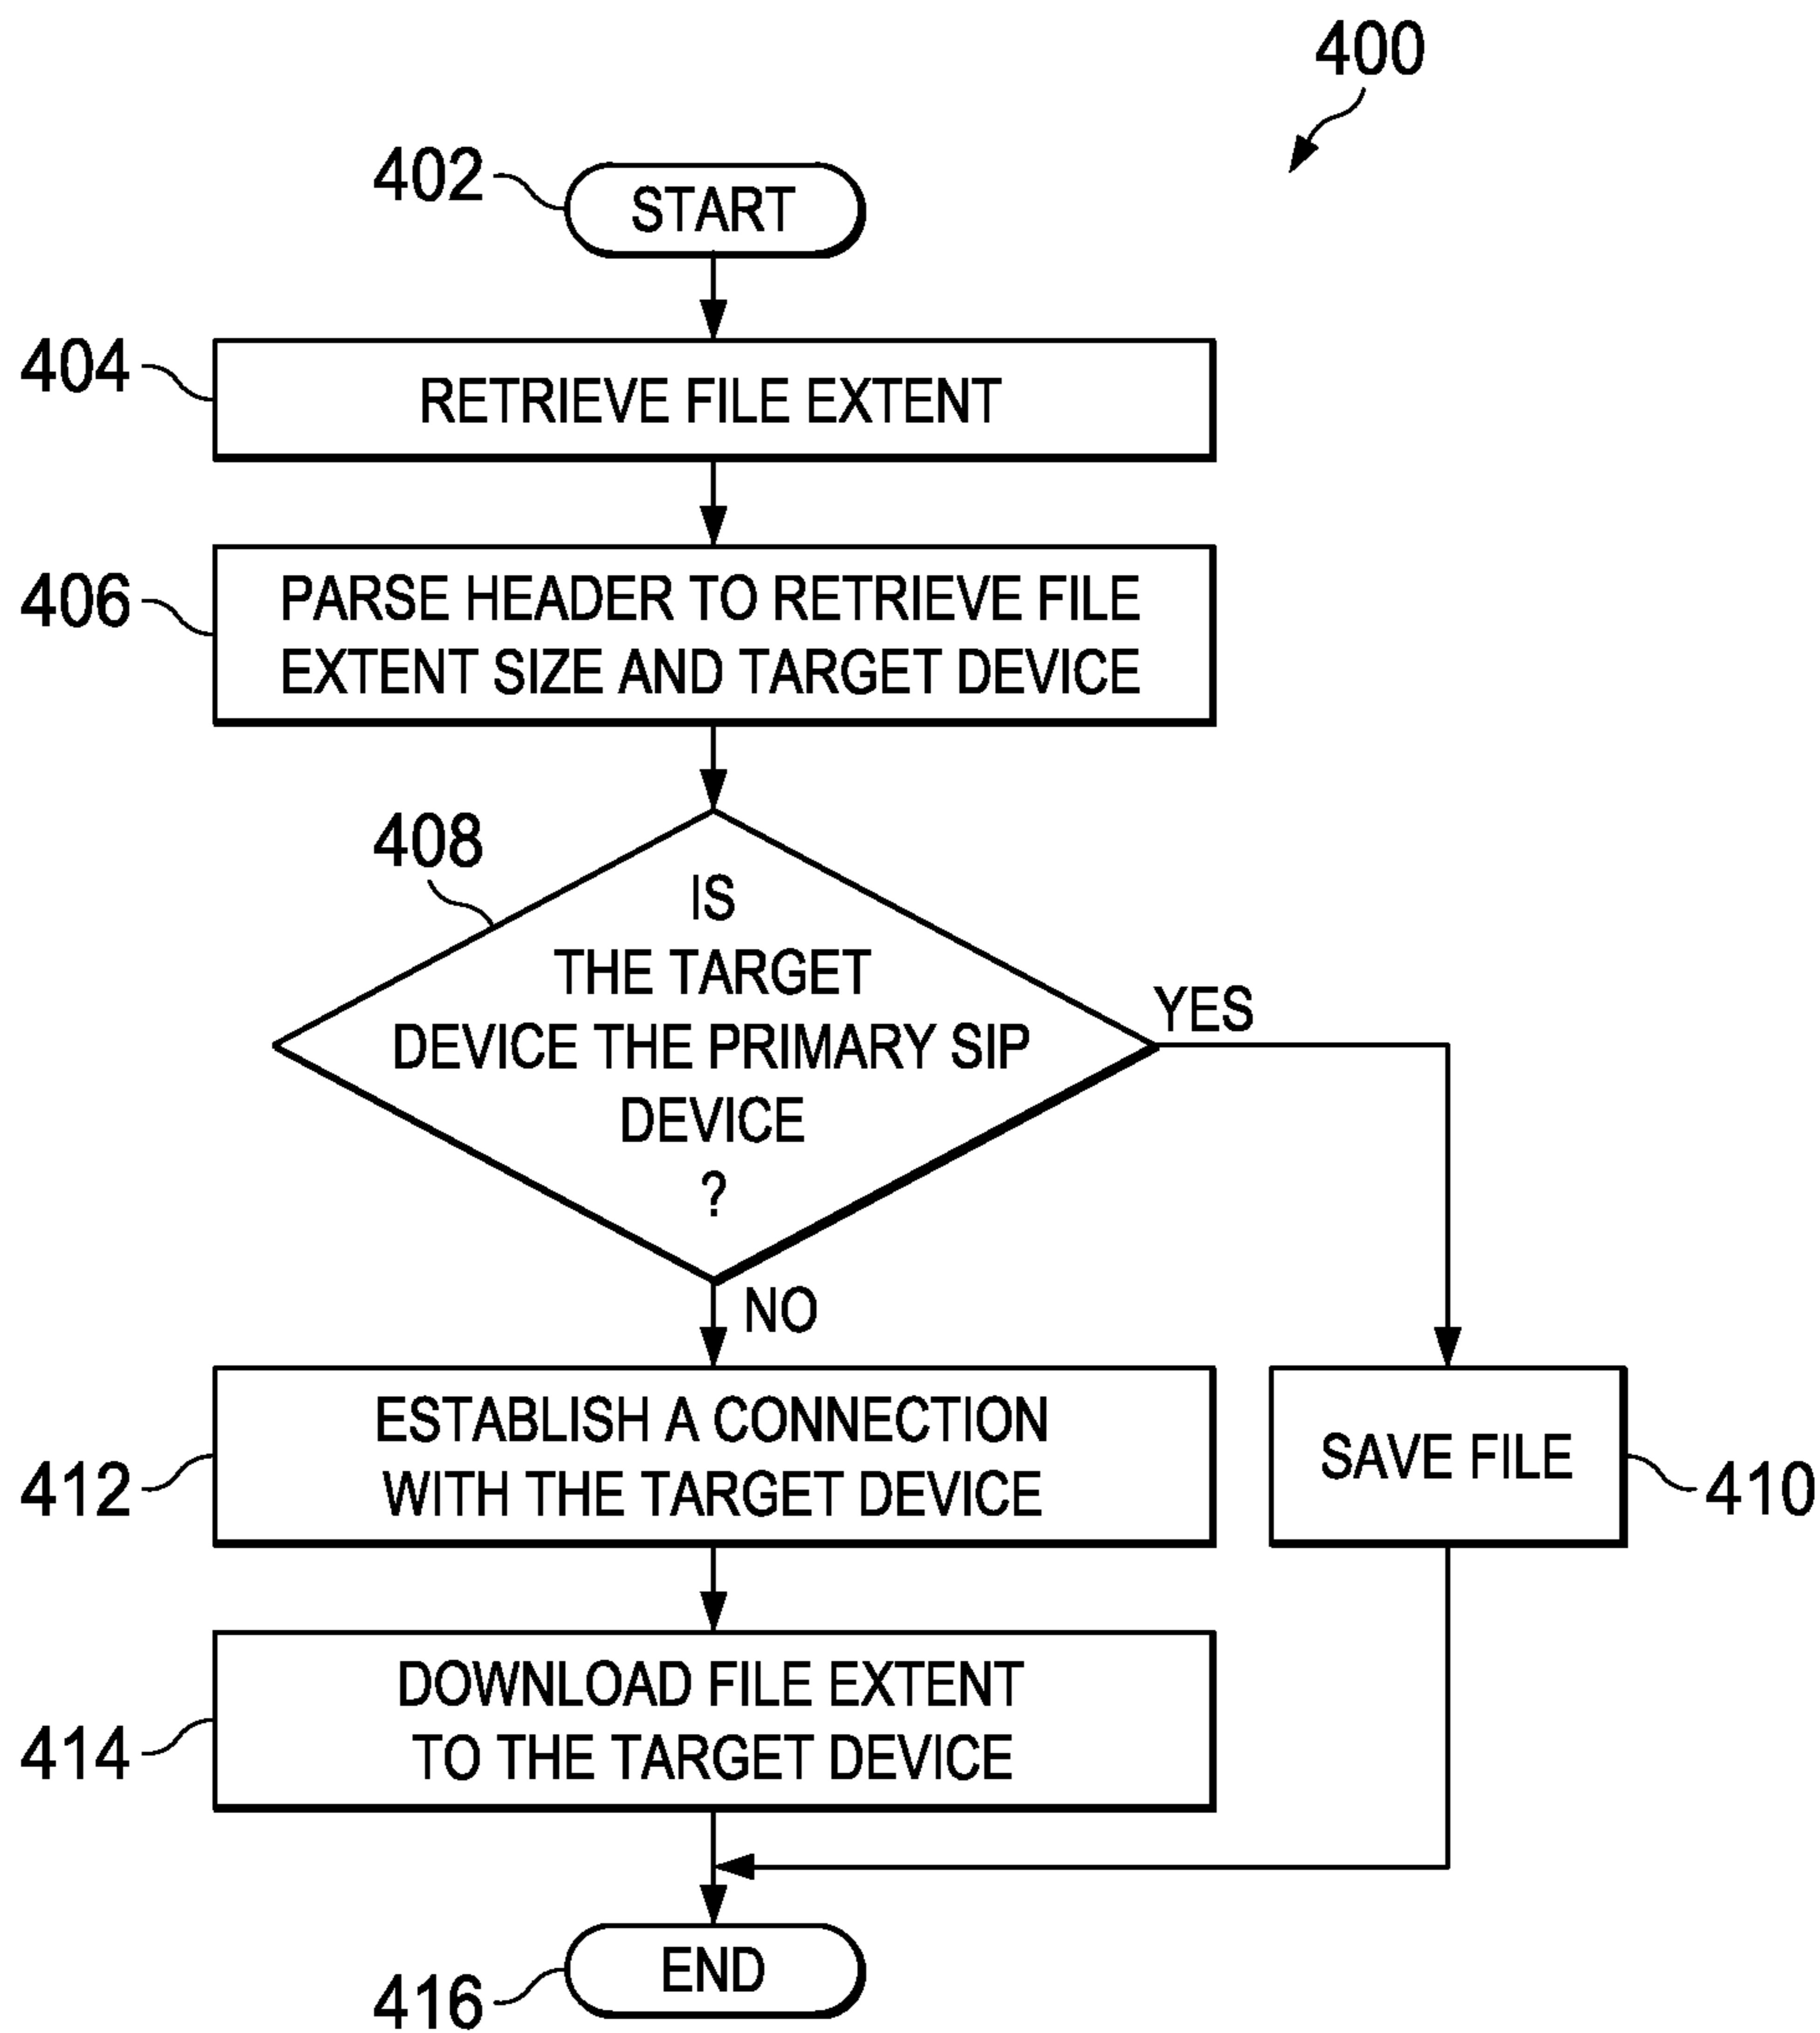 400
402
START
404
RETRIEVE FILE EXTENT
406
PARSE HEADER TO RETRIEVE FILE
EXTENT SIZE AND TARGET DEVICE
408
IS
THE TARGET
DEVICE THE PRIMARY SIP
DEVICE
?
YES
NO
412
ESTABLISH A CONNECTION
WITH THE TARGET DEVICE
SAVE FILE
410
414
DOWNLOAD FILE EXTENT
TO THE TARGET DEVICE
416
END